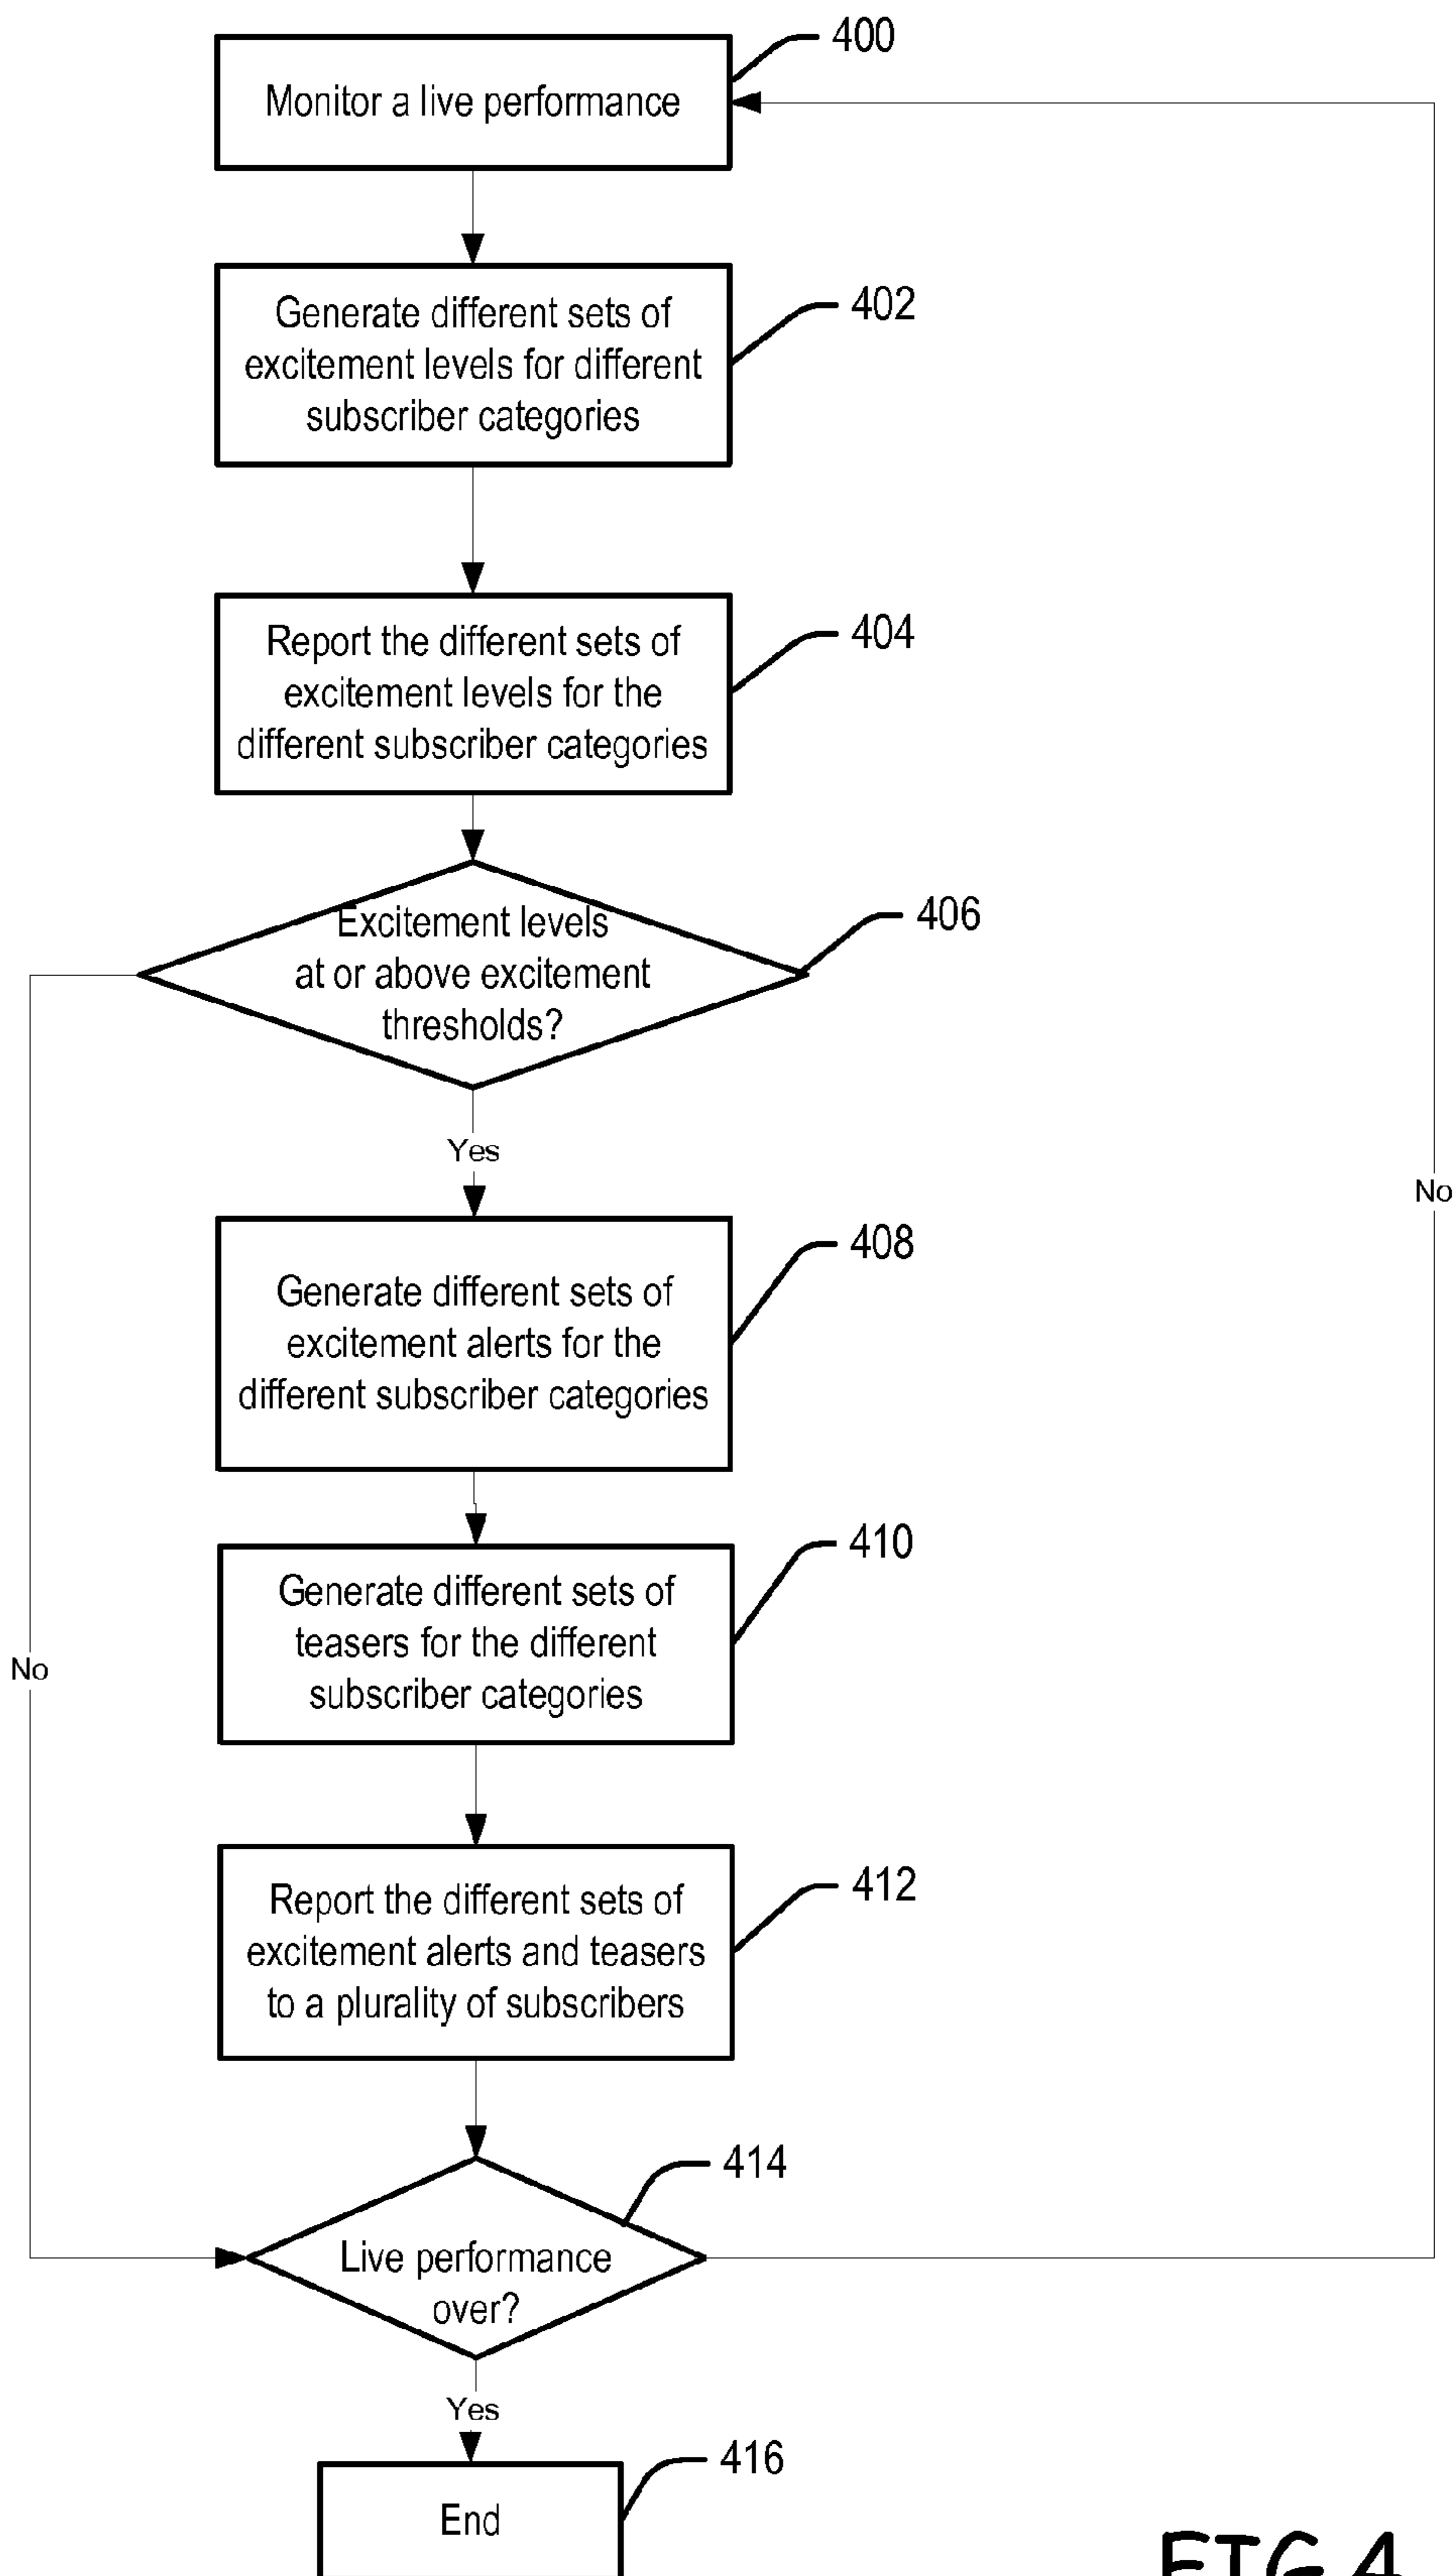 400
Monitor a live performance
402
Generate different sets of
excitement levels for different
subscriber categories
404
Report the different sets of
excitement levels for the
different subscriber categories
406
Excitement levels
at or above excitement
thresholds?
Yes
No
408
Generate different sets of
excitement alerts for the
different subscriber categories
410
Generate different sets of
teasers for the different
subscriber categories
No
412
Report the different sets of
excitement alerts and teasers
to a plurality of subscribers
414
Live performance
over?
Yes
416
End
FIG.4